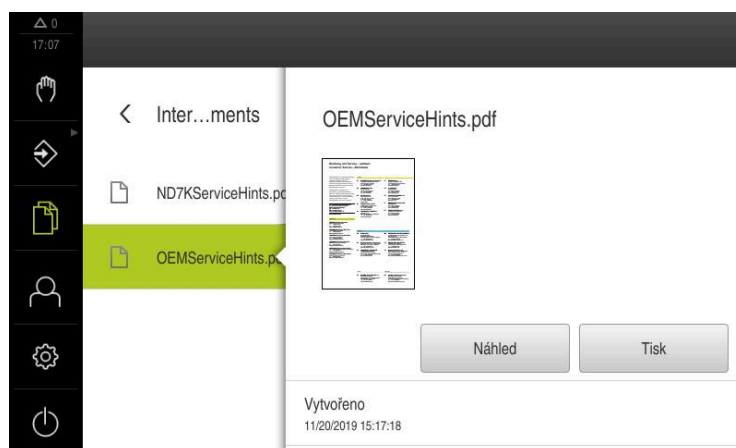 0
17:07
Inter…ments
ND7KServiceHints.pd
OEMServiceHints.pd
OEMServiceHints.pdf
Náhled
Tisk
Vytvořeno
11/20/2019 15:17:18